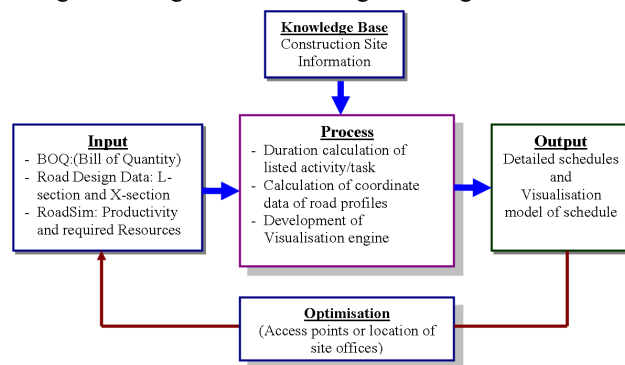 Knowledge Base
Construction Site
Information
Input
- BOQ:(Bill of Quantity)
- Road Design Data: L-
section and X-section
- RoadSim: Productivity
and required Resources
Process
- Duration calculation of
listed activity/task
- Calculation of coordinate
data of road profiles
- Development of
Visualisation engine
Output
Detailed schedules
and
Visualisation
model of schedule
Optimisation
(Access points or location of
site offices)